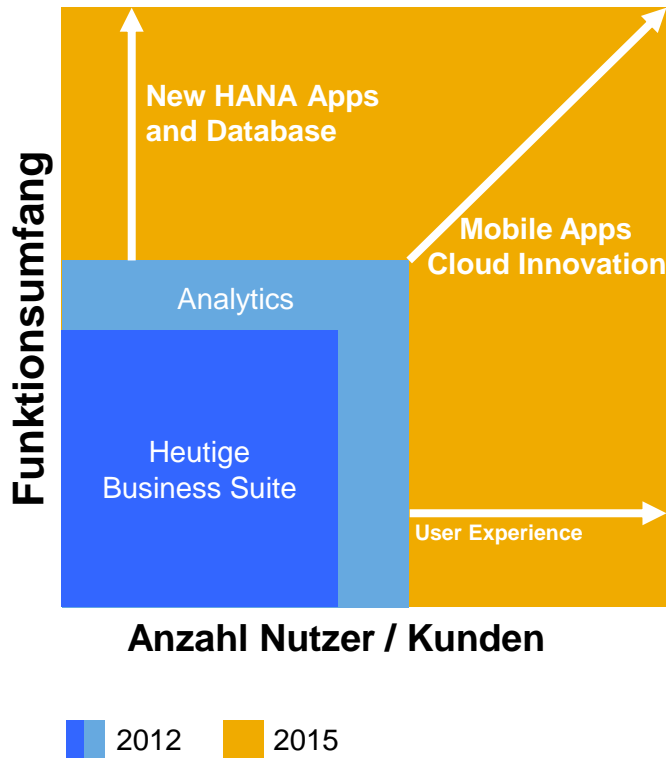 New HANA Apps
and Database
Funktionsumfang
Mobile Apps
Cloud Innovation
Analytics
Heutige
Business Suite
User Experience
Anzahl Nutzer / Kunden
2012
2015